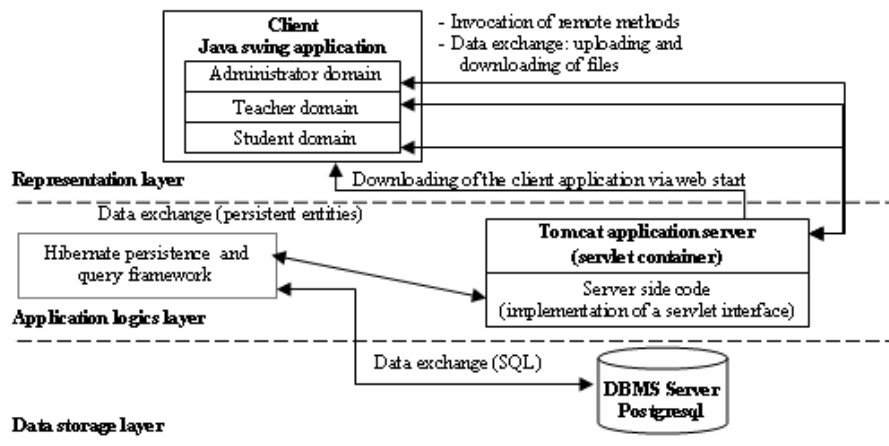 Client
Java swing application
Administrator domain
Teacher domain
Student domain
- Invocation of remote methods
- Data exchange: uploading and
downloading of files
Representation layer
Downloading of the client application via web start
Data exchange (persistent entities)
Hibernate persistence and
query framework
Tomcat application server
(servlet container)
Server side code
(implementation of a servlet interface)
Application logics layer
Data exchange (SQL)
DBMS Server
Postgresql
Data storage layer